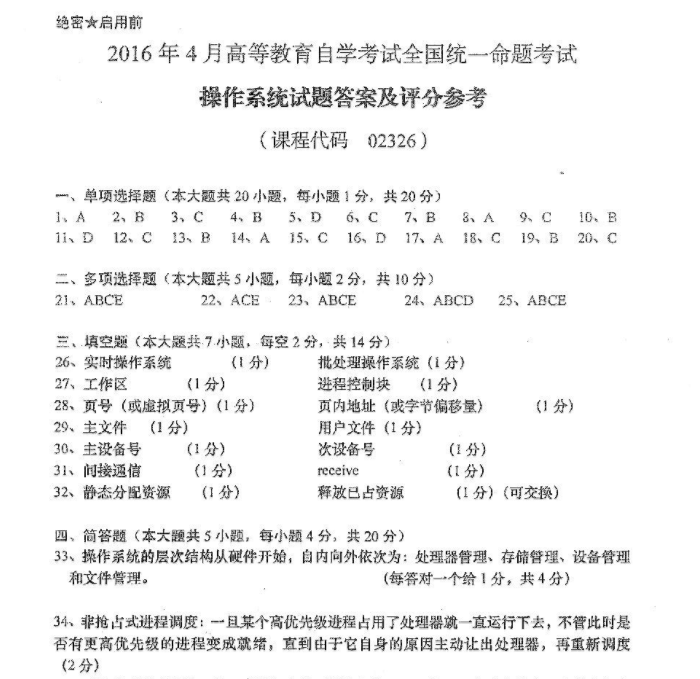 绝密★启用前
2016 年 4 月高等教育自学考试全国统一命题考试
操作系统试题答案及评分参考
（课程代码 02326）
一、单项选择题（本大题共 20 小题，每小题 1 分，共 20 分）
1、A 2、B 3、C 4、B 5、D 6、C 7、B 8、A 9、C 10、B
11、D 12、C 13、B 14、A 15、C 16、D 17、A 18、C 19、B 20、C
二、多项选择题（本大题共 5 小题，每小题 2 分，共 10 分）
21、ABCE 22、ACE 23、ABCE 24、ABCD 25、ABCE
三、填空题（本大题共 7 小题，每空 2 分，共 14 分）
26、实时操作系统 （1 分） 批处理操作系统（1 分）
27、工作区 （1 分） 进程控制块 （1 分）
28、页号（或虚拟页号）（1 分） 页内地址（或字节偏移量） （1 分）
29、主文件 （1 分） 用户文件（1 分）
30、主设备号 （1 分） 次设备号 （1 分）
31、间接通信 （1 分） receive （1 分）
32、静态分配资源 （1 分） 释放已占资源 （1 分）（可交换）
四、简答题（本大题共 5 小题，每小题 4 分，共 20 分）
33、操作系统的层次结构从硬件开始，自内向外依次为：处理器管理、存储管理、设备管理
和文件管理。 （每答对一个给 1 分，共 4 分）
34、非抢占式进程调度：一旦某个高优先级进程占用了处理器就一直运行下去，不管此时是
否有更高优先级的进程变成就绪，直到由于它自身的原因主动让出处理器，再重新调度
（2 分）